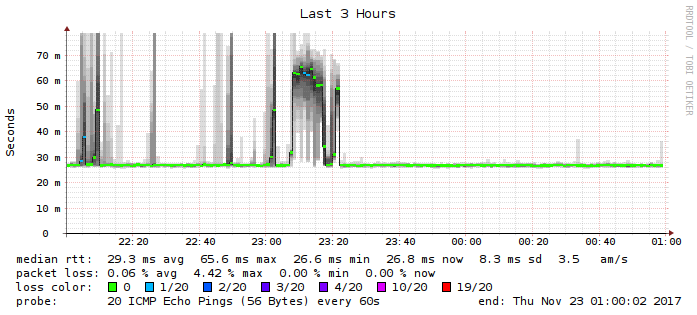 Last 3 Hours
RRDTOOL / TOBI OETIKER
Seconds
70 m
60 m
50 m
40 m
30 m
20 m
10 m
0
22:20 22:40 23:00 23:20 23:40 00:00 00:20 00:40 01:00
median rtt: 29.3 ms avg 65.6 ms max 26.6 ms min 26.8 ms now 8.3 ms sd 3.5 am/s
packet loss: 0.06 % avg 4.42 % max 0.00 % min 0.00 % now
loss color: 0 1/20 2/20 3/20 4/20 10/20 19/20
probe: 20 ICMP Echo Pings (56 Bytes) every 60s end: Thu Nov 23 01:00:02 2017